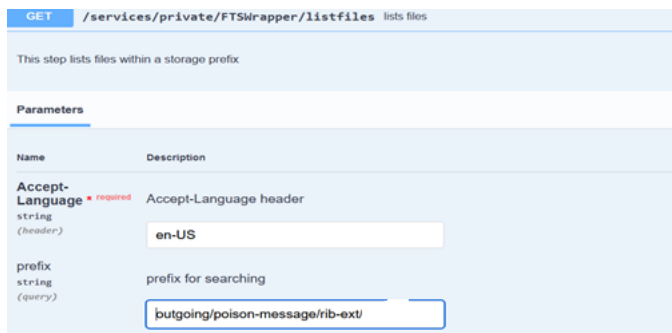 GET /services/private/FTSWrapper/listfiles lists files
This step lists files within a storage prefix
Parameters
Name Description
Accept-
Language * required Accept-Language header
string
(header)
en-US
prefix
string prefix for searching
(query)
outgoing/poison-message/rib-ext/